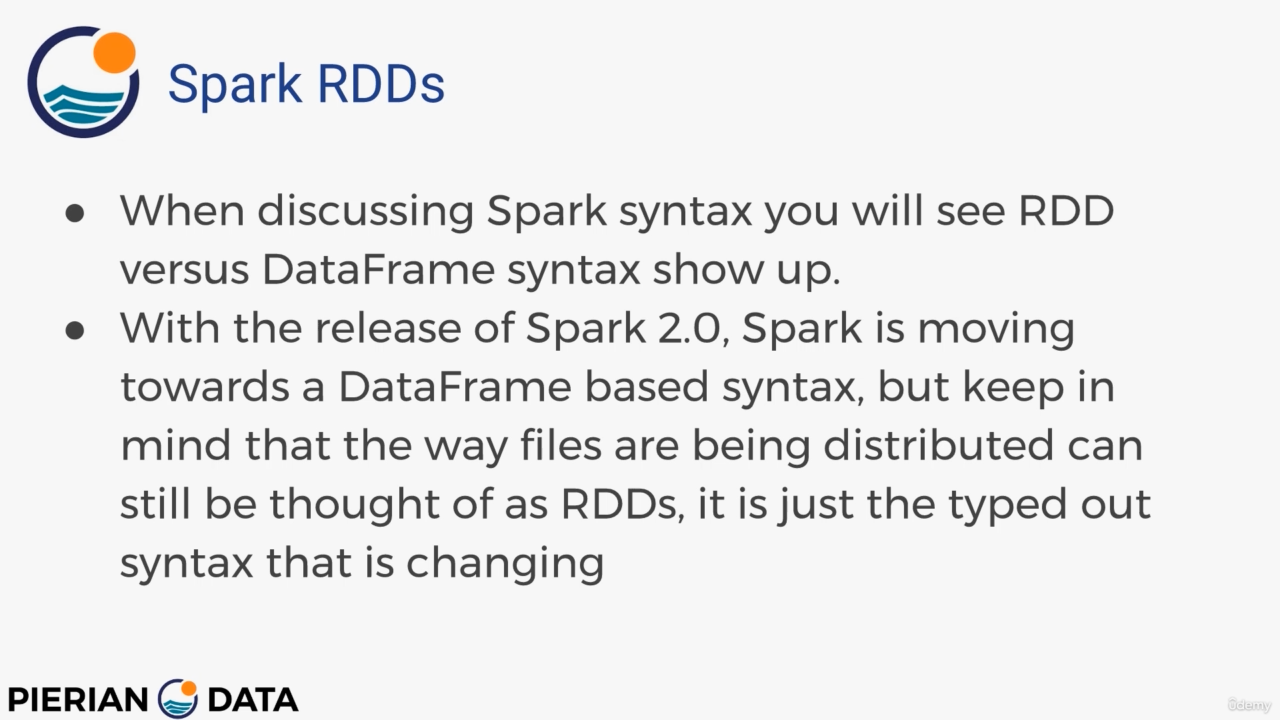 Spark RDDs
● When discussing Spark syntax you will see RDD
versus DataFrame syntax show up.
● With the release of Spark 2.0, Spark is moving
towards a DataFrame based syntax, but keep in
mind that the way files are being distributed can
still be thought of as RDDs, it is just the typed out
syntax that is changing
PIERIAN DATA
ûdemy